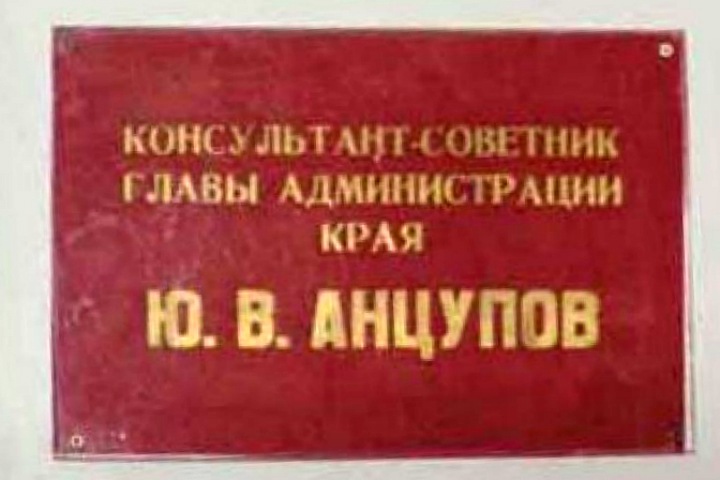 КОНСУЛЬТАНТ-СОВЕТНИК
ГЛАВЫ АДМИНИСТРАЦИИ
КРАЯ
Ю. В. АНЦУПОВ